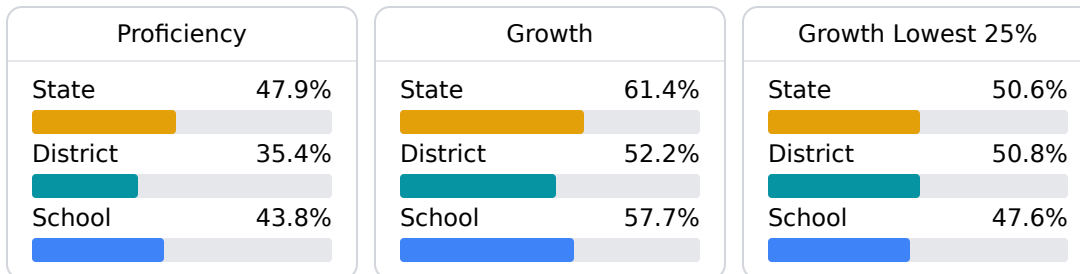 Proficiency
State 47.9%
District 35.4%
School 43.8%
Growth
State 61.4%
District 52.2%
School 57.7%
Growth Lowest 25%
State 50.6%
District 50.8%
School 47.6%